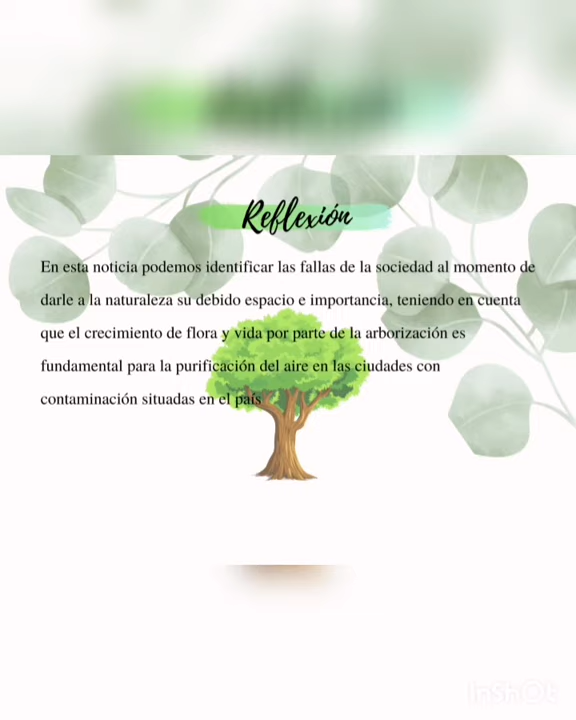 Reflexión
En esta noticia podemos identificar las fallas de la sociedad al momento de
darle a la naturaleza su debido espacio e importancia, teniendo en cuenta
que el crecimiento de flora y vida por parte de la arborización es
fundamental para la purificación del aire en las ciudades con
contaminación situadas en el país
InShOt